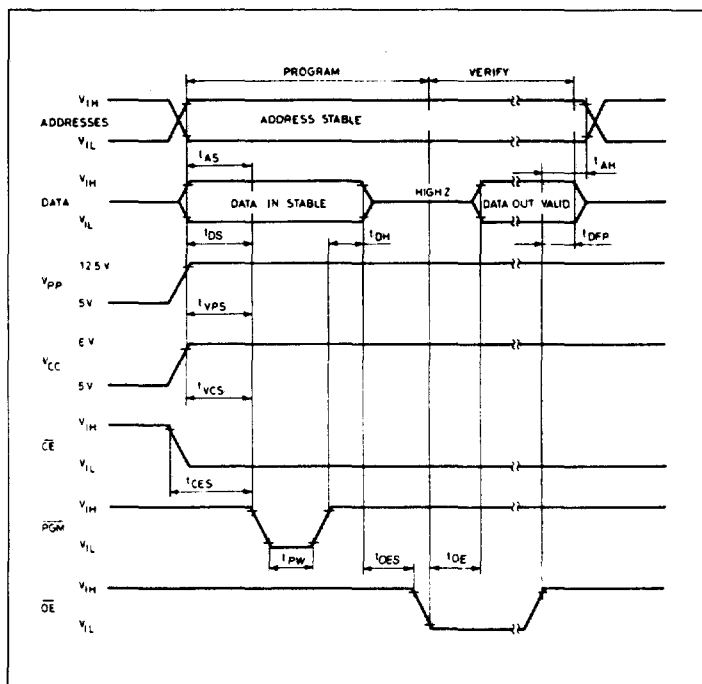 PROGRAM VERIFY
VIH
ADDRESSES ADDRESS STABLE
VIL
tAS tAH
VIH
DATA DATA IN STABLE HIGH Z DATA OUT VALID
VIL
tDS tDH tDFP
12 5 V
VPP
5V
tVPS
6V
VCC
5V
tVCS
VIH
CE
VIL
tCES
VIH
PGM
VIL
tPW tOES tOE
VIH
OE
VIL